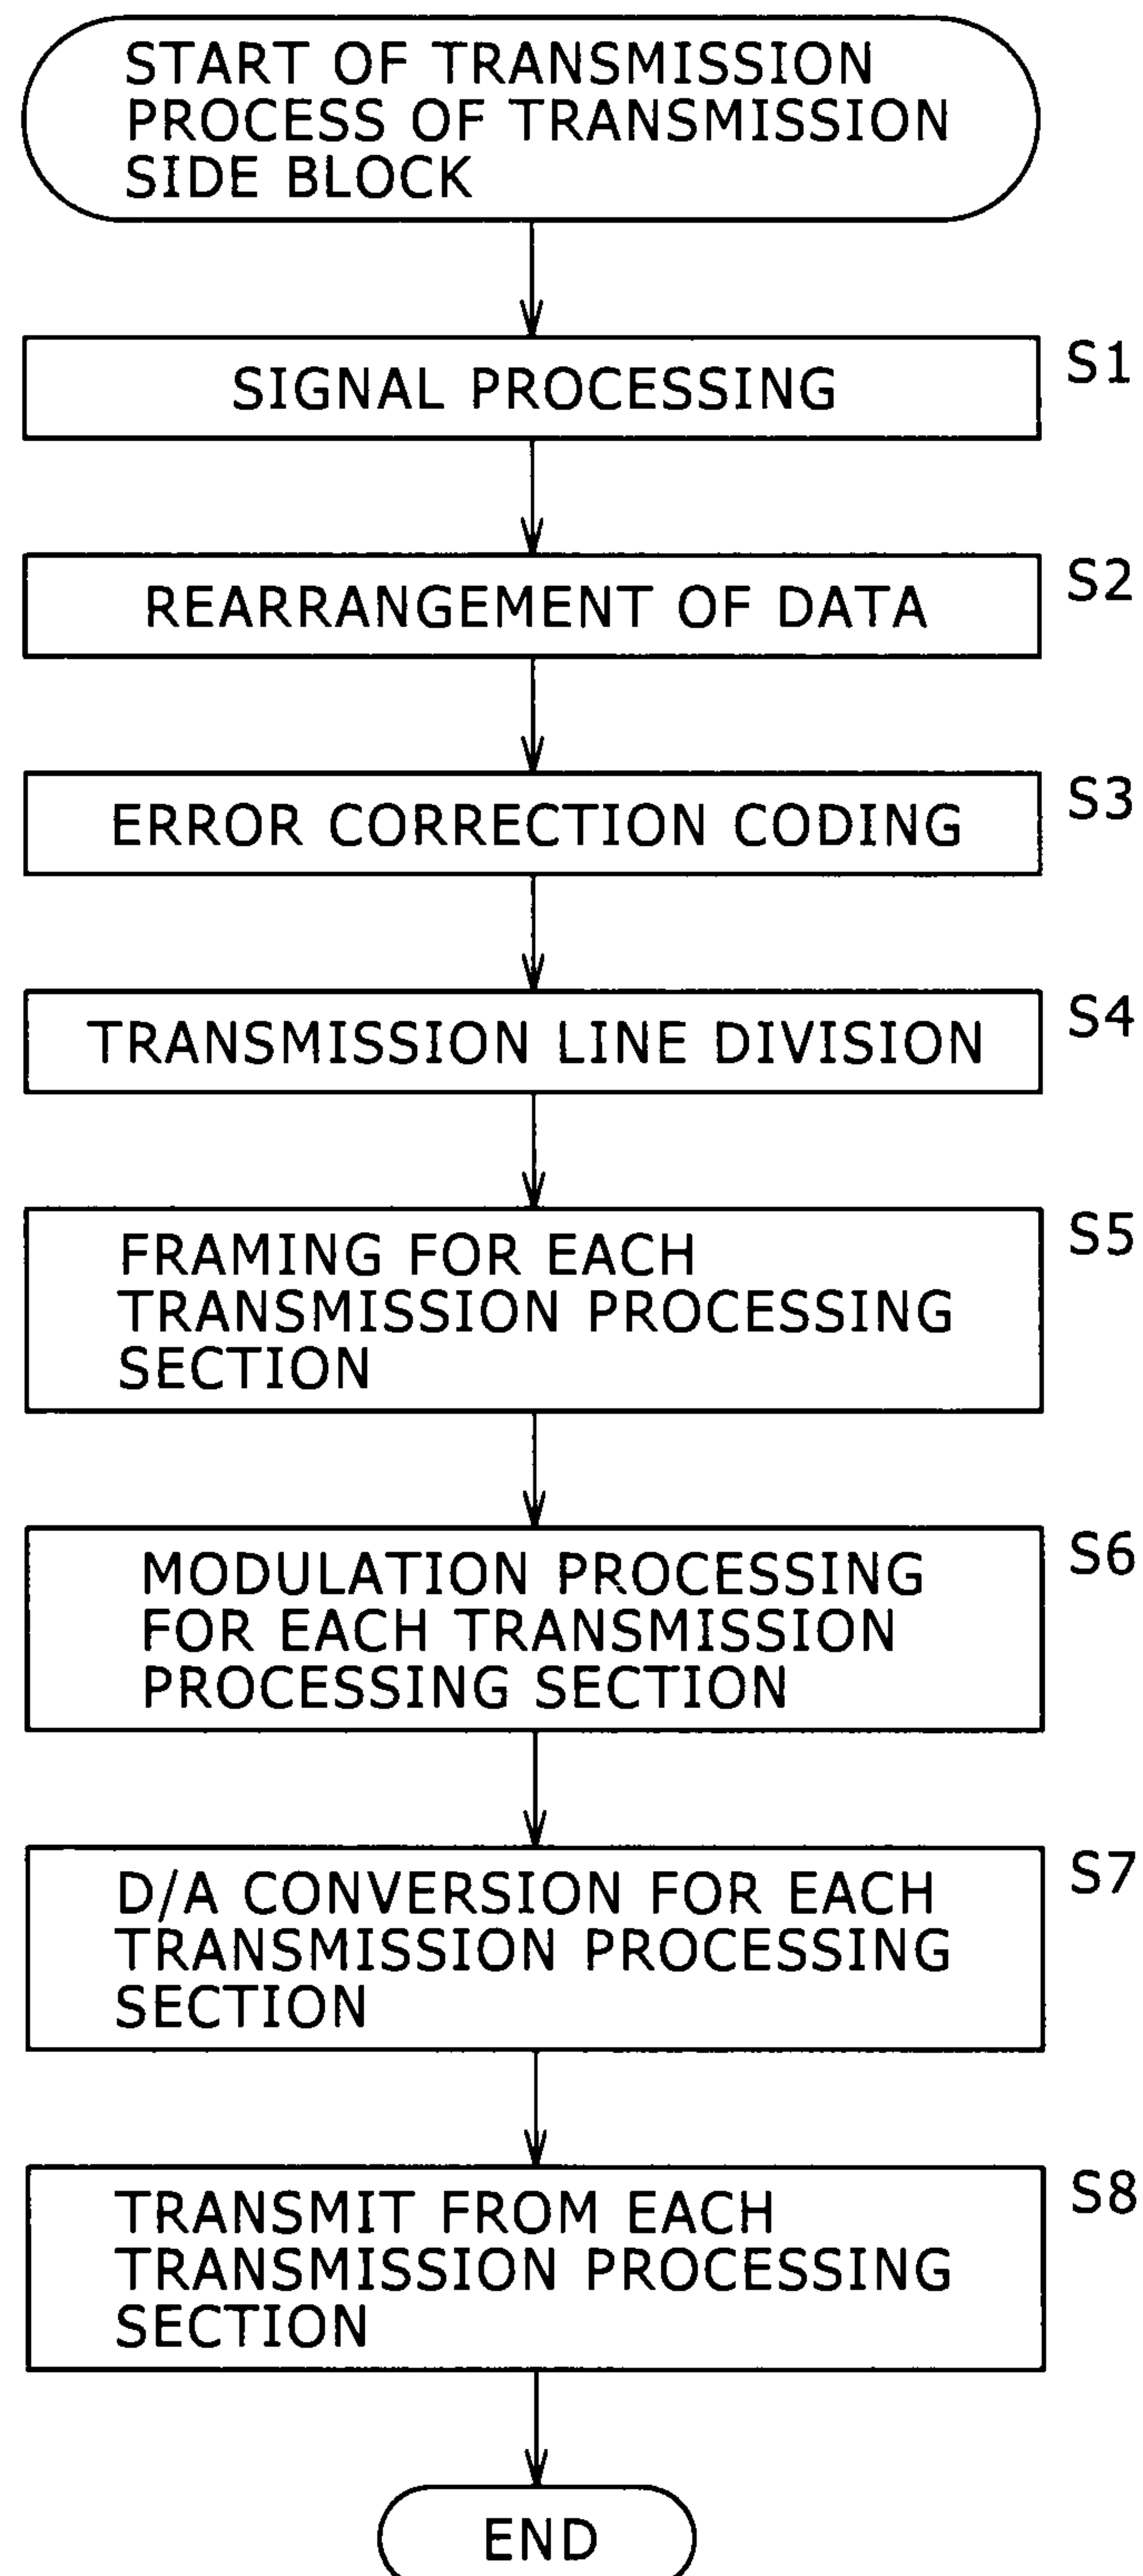 START OF TRANSMISSION
PROCESS OF TRANSMISSION
SIDE BLOCK
SIGNAL PROCESSING
S1
REARRANGEMENT OF DATA
S2
ERROR CORRECTION CODING
S3
TRANSMISSION LINE DIVISION
S4
FRAMING FOR EACH
TRANSMISSION PROCESSING
SECTION
S5
MODULATION PROCESSING
FOR EACH TRANSMISSION
PROCESSING SECTION
S6
D/A CONVERSION FOR EACH
TRANSMISSION PROCESSING
SECTION
S7
TRANSMIT FROM EACH
TRANSMISSION PROCESSING
SECTION
S8
END